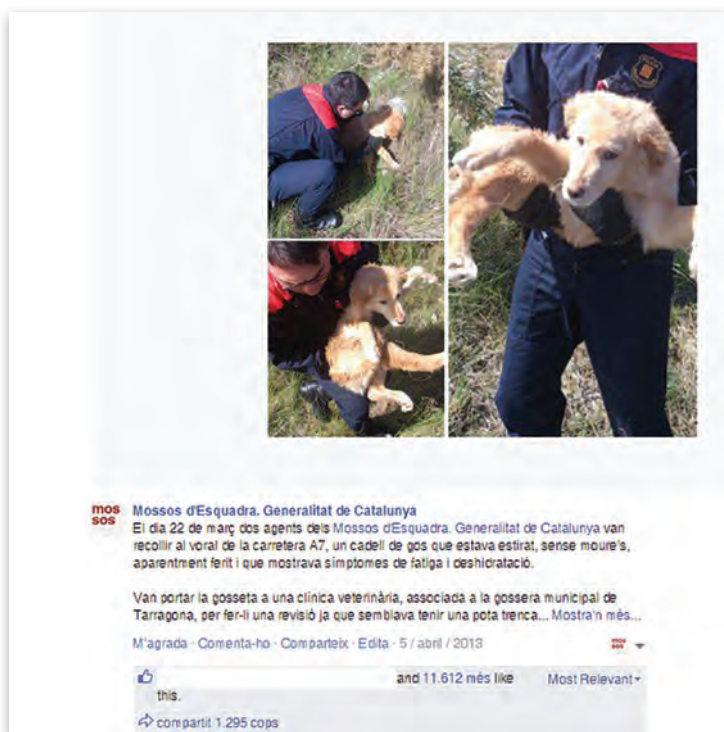 mos
sos
Mossos d'Esquadra. Generalitat de Catalunya
El dia 22 de març dos agents dels Mossos d'Esquadra. Generalitat de Catalunya van
recollir al voral de la carretera A7, un cadell de gos que estava estirat, sense moure's,
aparentment ferit i que mostrava símptomes de fatiga i deshidratació.
Van portar la gosseta a una clínica veterinària, associada a la gossera municipal de
Tarragona, per fer-li una revisió ja que semblava tenir una pota trenca... Mostra'n més...
M'agrada · Comenta-ho · Comparteix · Edita · 5 / abril / 2013
mos
sos
and 11.612 més like Most Relevant
this.
compartit 1.295 cops